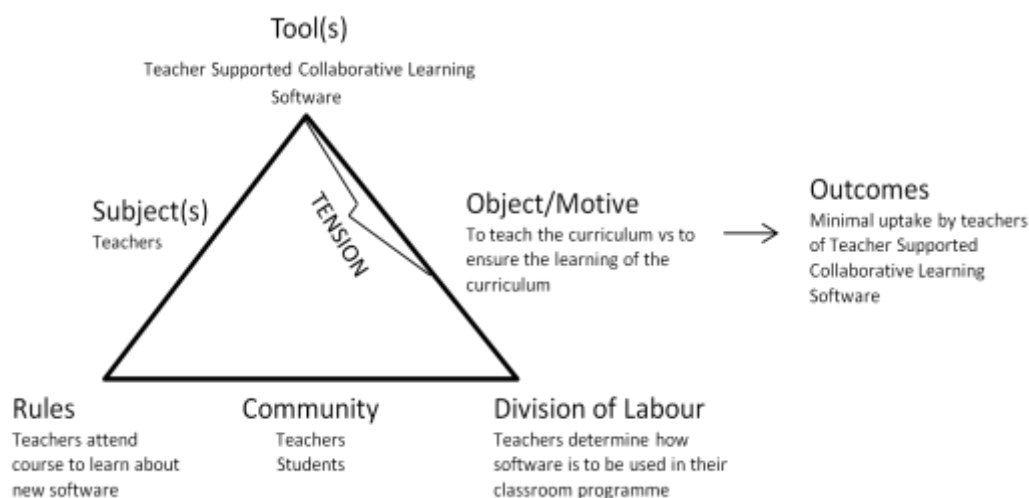 Tool(s)
Teacher Supported Collaborative Learning
Software
Subject(s)
Teachers
TENSION
Object/Motive
To teach the curriculum vs to
ensure the learning of the
curriculum
Outcomes
Minimal uptake by teachers
of Teacher Supported
Collaborative Learning
Software
Rules
Teachers attend
course to learn about
new software
Community
Teachers
Students
Division of Labour
Teachers determine how
software is to be used in their
classroom programme